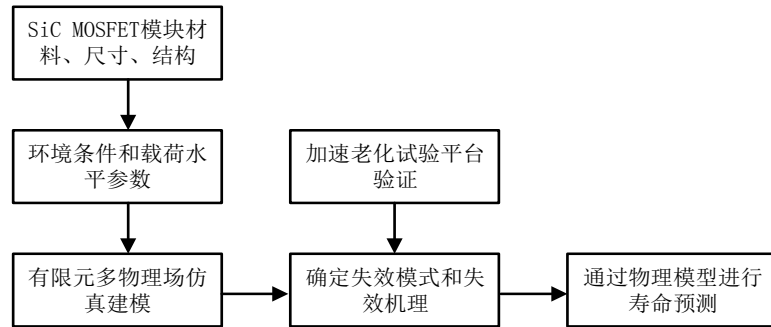 SiC MOSFET模块材
料、尺寸、结构
环境条件和载荷水
平参数
加速老化试验平台
验证
有限元多物理场仿
真建模
确定失效模式和失
效机理
通过物理模型进行
寿命预测